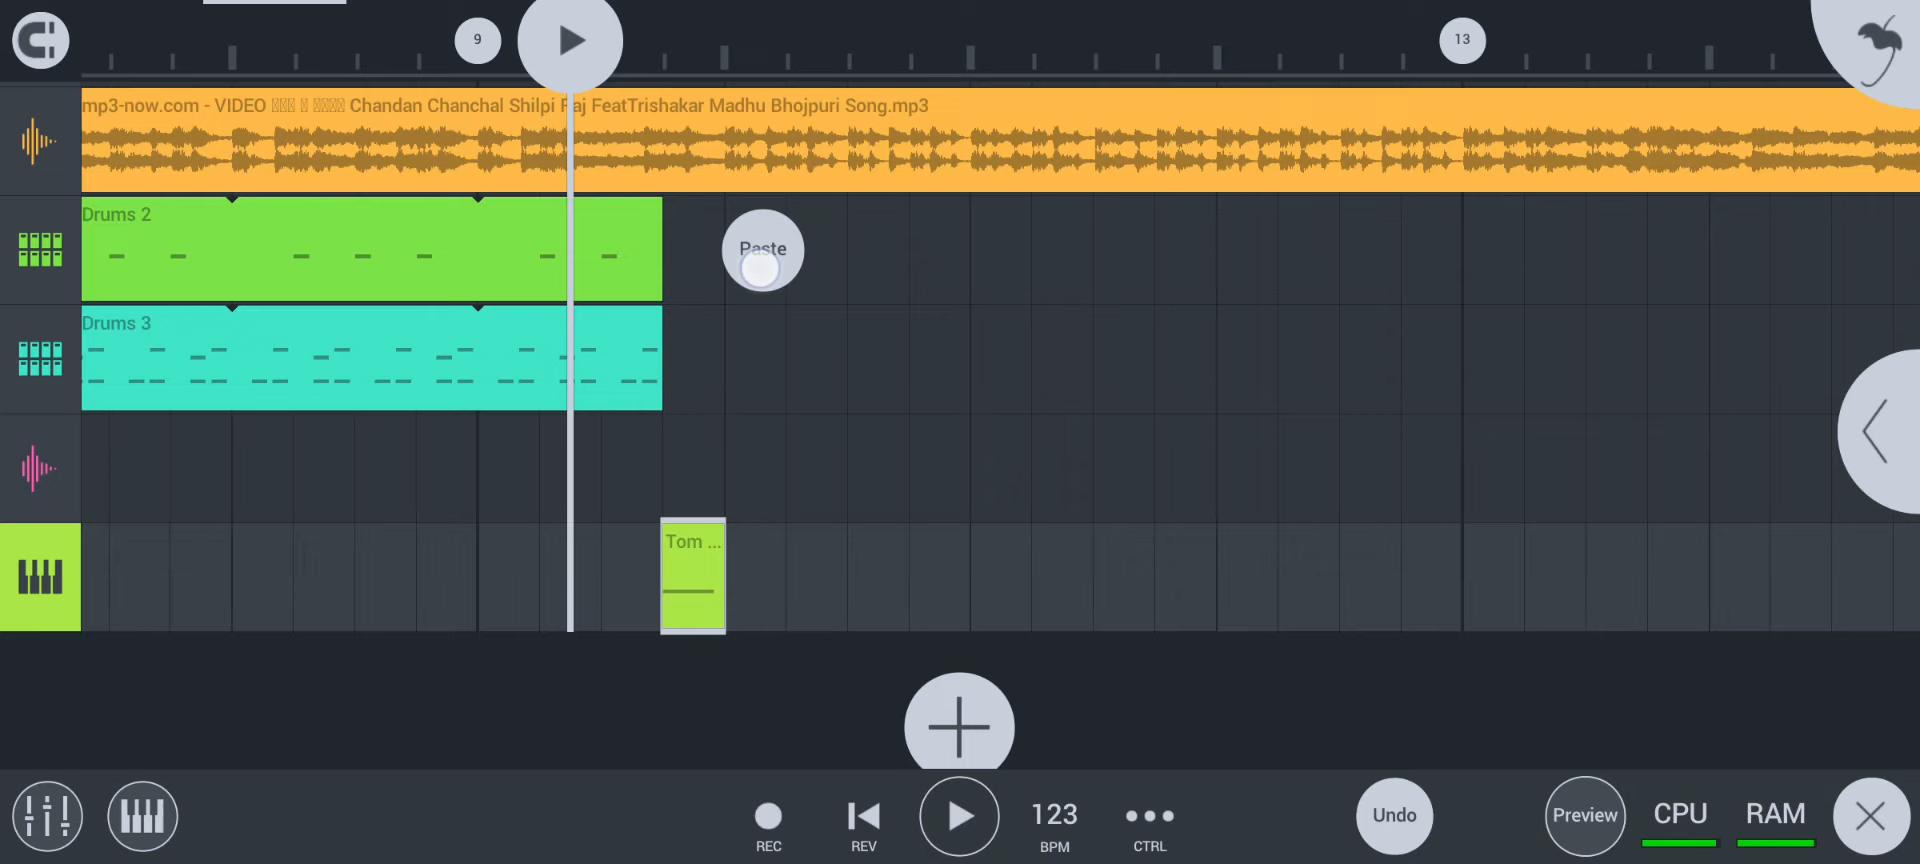 9
13
mp3-now.com - VIDEO Chandan Chanchal Shilpi Raj FeatTrishakar Madhu Bhojpuri Song.mp3
Drums 2
Paste
Drums 3
Tom ...
123
Undo
Preview
CPU
RAM
REC
REV
BPM
CTRL